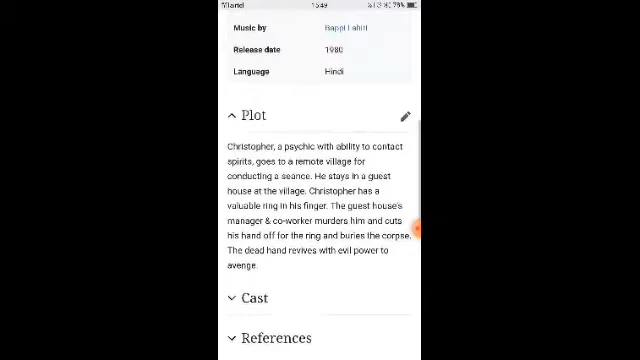 15:49
78%
Music by Bappi Lahiri
Release date 1980
Language Hindi
Plot
Christopher, a psychic with ability to contact
spirits, goes to a remote village for
conducting a seance. He stays in a guest
house at the village. Christopher has a
valuable ring in his finger. The guest house's
manager & co-worker murders him and cuts
his hand off for the ring and buries the corpse.
The dead hand revives with evil power to
avenge.
Cast
References